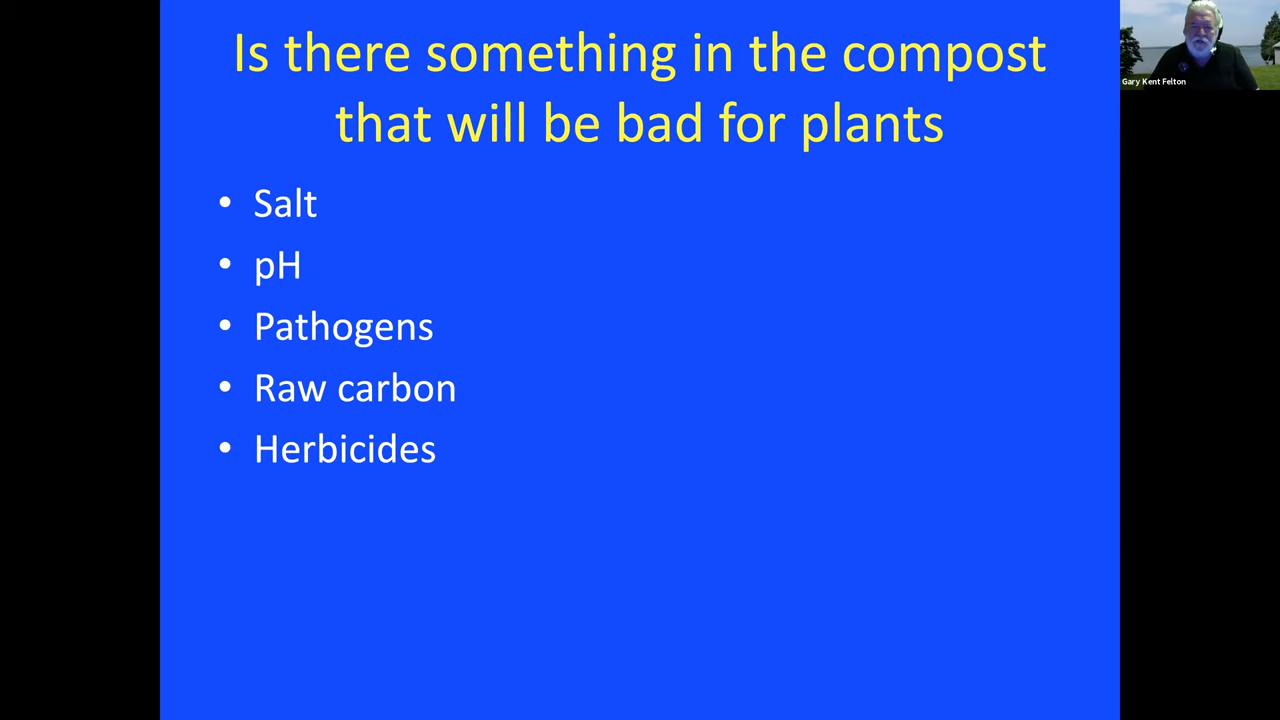 Is there something in the compost
that will be bad for plants
• Salt
• pH
• Pathogens
• Raw carbon
• Herbicides
Gary Kent Felton